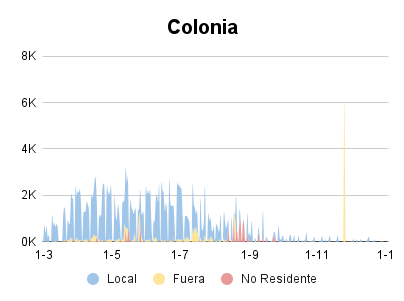 Colonia
8K
6K
4K
2K
0K
1-3 1-5 1-7 1-9 1-11 1-1
Local Fuera No Residente